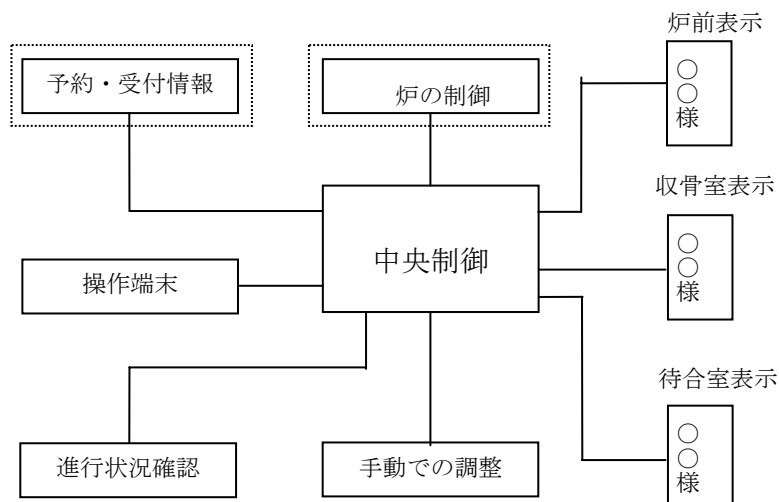 炉前表示
○
○
様
予約・受付情報
炉の制御
収骨室表示
○
○
様
中央制御
操作端末
待合室表示
○
○
様
進行状況確認
手動での調整